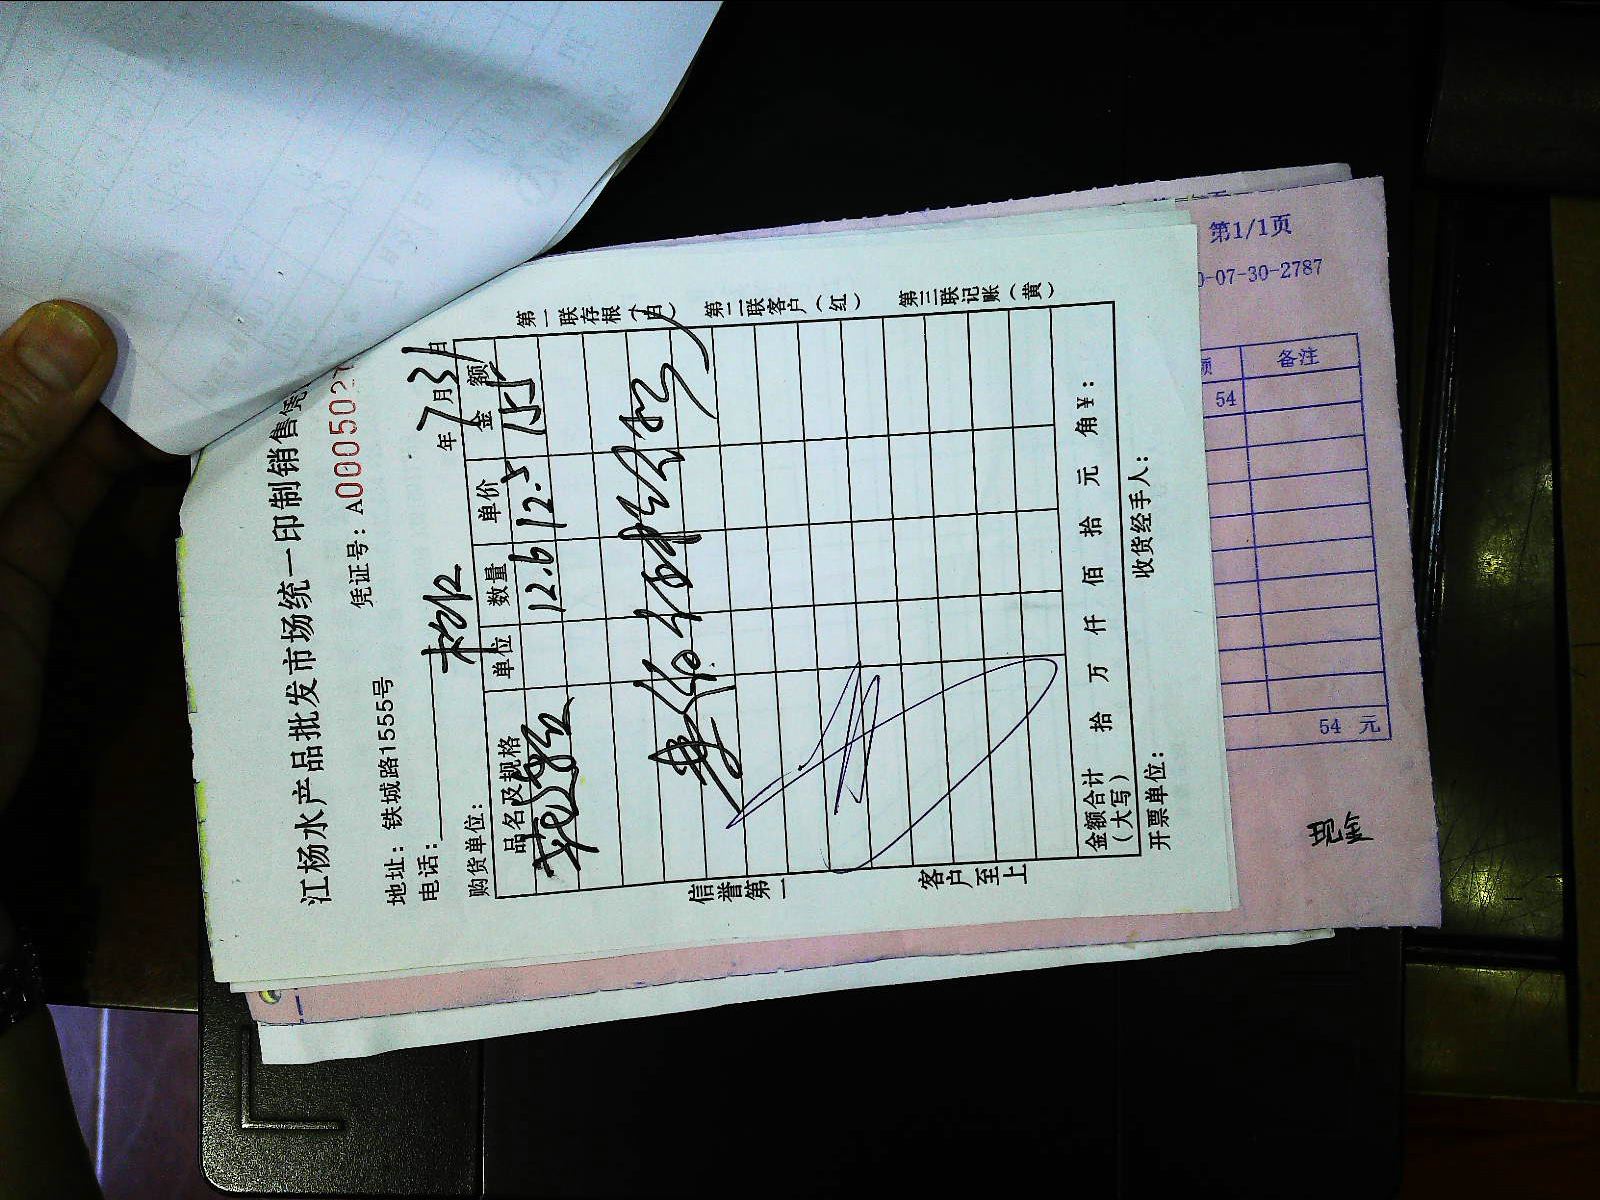 江杨水产品批发市场统一印制销售凭
凭证号：A0005027
地址：铁城路1555号
电话：
年 7月31日
购货单位：
品名及规格 单位 数量 单价 金额
12.6 12.5 155
第一联存根（白） 第二联客户（红） 第三联记账（黄）
信誉第一 客户至上
金额合计（大写） 拾 万 仟 佰 拾 元 角 ¥：
开票单位： 收货经手人：
第1/1页
0-07-30-2787
额 备注
54
54 元
现金